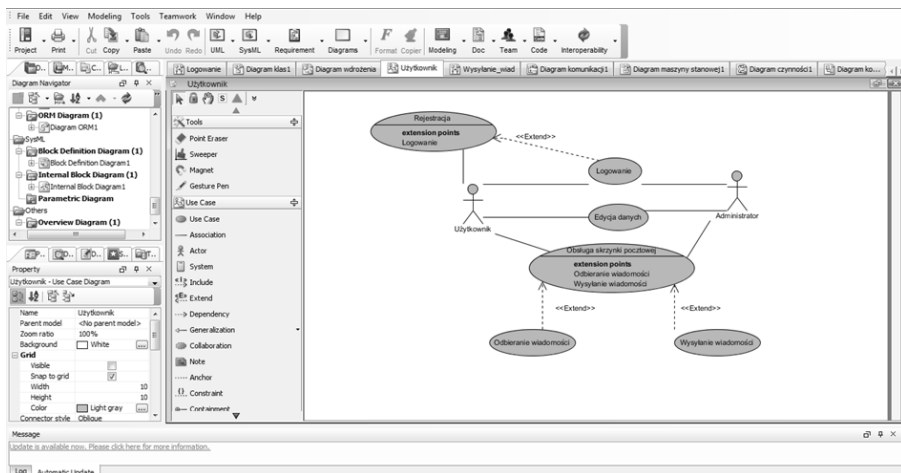 File Edit View Modeling Tools Teamwork Window Help
Project Print Cut Copy Paste Undo Redo UML SysML Requirement Diagrams Format Copier Modeling Doc Team Code Interoperability
D.. M.. C.. L.. 
Logowanie Diagram klas1 Diagram wdrożenia Użytkownik Wysyłanie_wiad Diagram komunikacji1 Diagram maszyny stanowej1 Diagram czynności1 Diagram ko...
Diagram Navigator
ORM Diagram (1)
Diagram ORM1
SysML
Block Definition Diagram (1)
Block Definition Diagram1
Internal Block Diagram (1)
Internal Block Diagram1
Parametric Diagram
Others
Overview Diagram (1)
P.. D.. D.. S.. T..
Property
Użytkownik - Use Case Diagram
Name Użytkownik
Parent model <No parent model>
Zoom ratio 100%
Background White
Grid
Visible
Snap to grid
Width 10
Height 10
Color Light gray
Connector style Oblique
Użytkownik
Tools
Point Eraser
Sweeper
Magnet
Gesture Pen
Use Case
Use Case
Association
Actor
System
Include
Extend
Dependency
Generalization
Collaboration
Note
Anchor
Constraint
Containment
Rejestracja
extension points
Logowanie
<<Extend>>
Logowanie
Użytkownik
Edycja danych
Administrator
Obsługa skrzynki pocztowej
extension points
Odbieranie wiadomości
Wysyłanie wiadomości
<<Extend>>
<<Extend>>
Odbieranie wiadomości
Wysyłanie wiadomości
Message
Update is available now. Please click here for more information.
Log Automatic Update